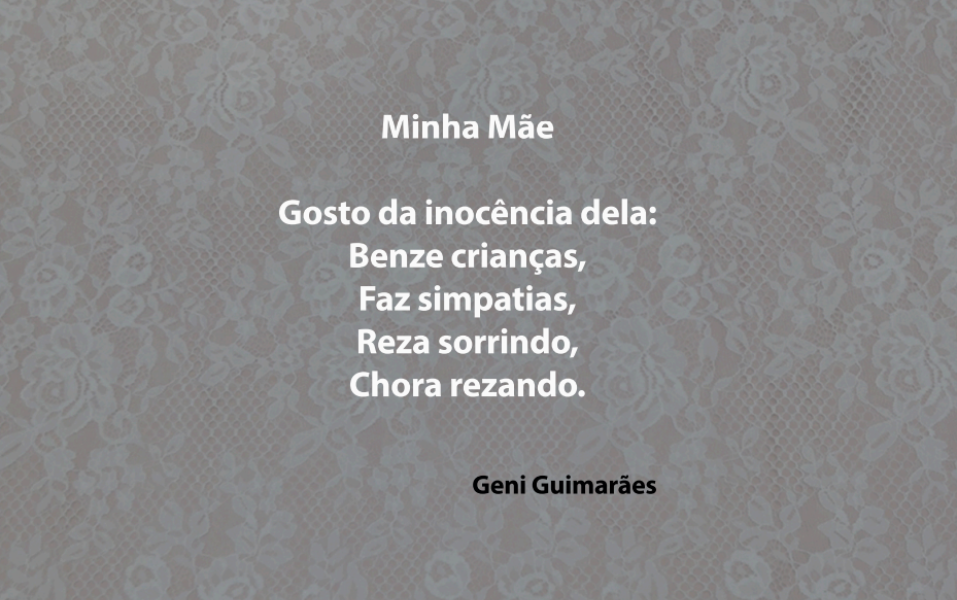 Minha Mãe
Gosto da inocência dela:
Benze crianças,
Faz simpatias,
Reza sorrindo,
Chora rezando.
Geni Guimarães